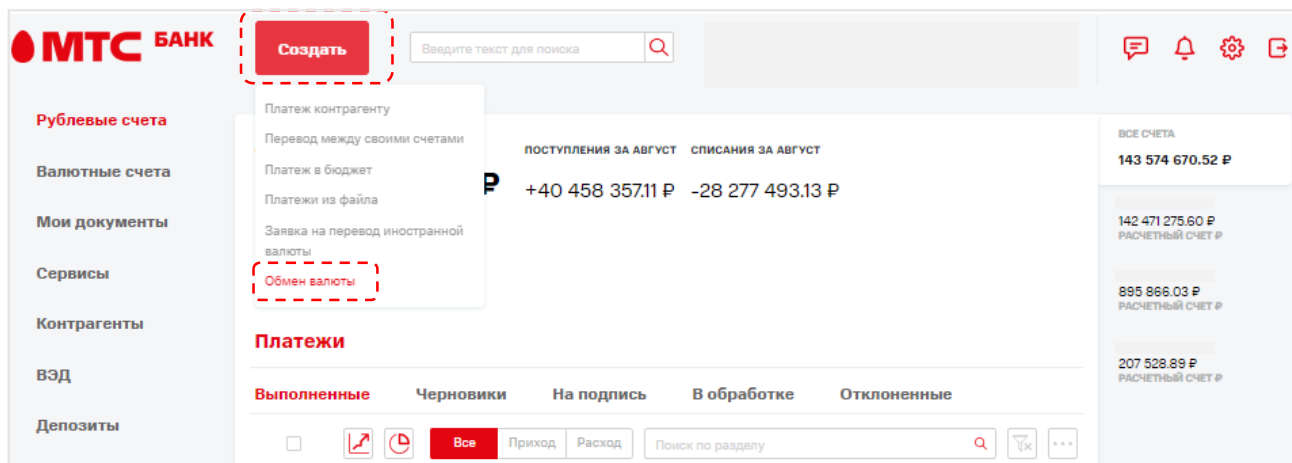 МТС БАНК
Создать
Введите текст для поиска
Рублевые счета
Валютные счета
Мои документы
Сервисы
Контрагенты
ВЭД
Депозиты
Платеж контрагенту
Перевод между своими счетами
Платеж в бюджет
Платежи из файла
Заявка на перевод иностранной
валюты
Обмен валюты
₽
ПОСТУПЛЕНИЯ ЗА АВГУСТ
+40 458 357.11 ₽
СПИСАНИЯ ЗА АВГУСТ
-28 277 493.13 ₽
Платежи
Выполненные
Черновики
На подпись
В обработке
Отклоненные
Все
Приход
Расход
Поиск по разделу
ВСЕ СЧЕТА
143 574 670.52 ₽
142 471 275.60 ₽
РАСЧЕТНЫЙ СЧЕТ ₽
895 866.03 ₽
РАСЧЕТНЫЙ СЧЕТ ₽
207 528.89 ₽
РАСЧЕТНЫЙ СЧЕТ ₽